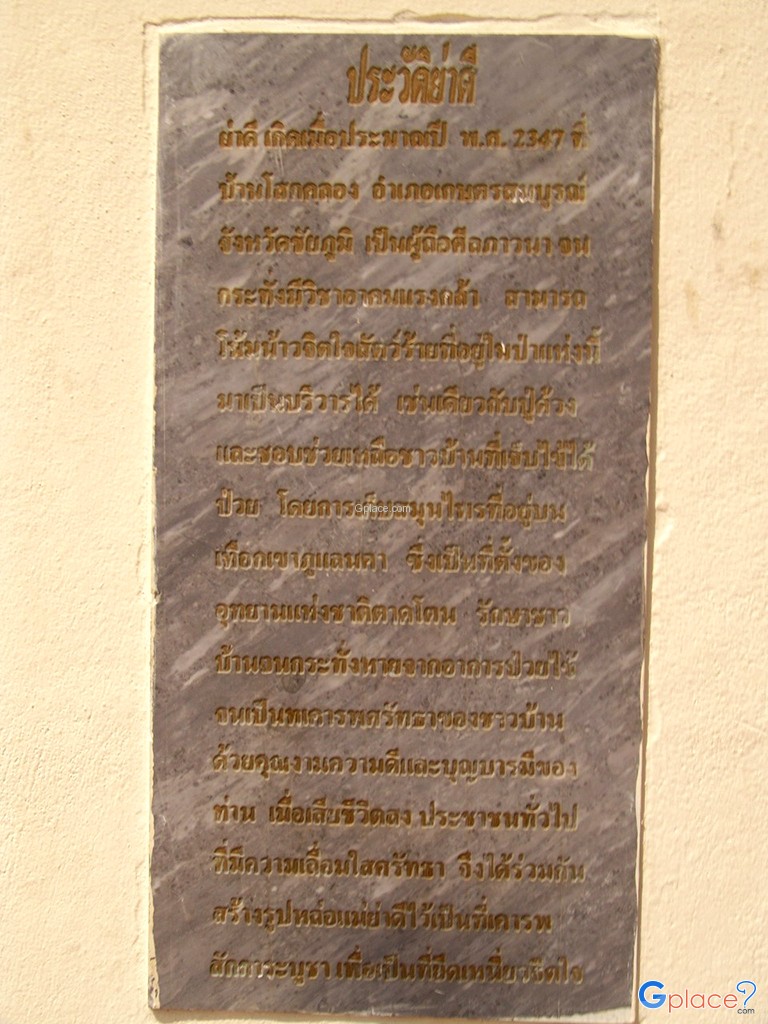 ประวัติย่าดี
ย่าดี เกิดเมื่อประมาณปี พ.ศ. 2347 ที่
บ้านโสกคลอง อำเภอเกษตรสมบูรณ์
จังหวัดชัยภูมิ เป็นผู้ถือศีลภาวนา จน
กระทั่งมีวิชาอาคมแรงกล้า สามารถ
โน้มน้าวจิตใจสัตว์ร้ายที่อยู่ในป่าแห่งนี้
มาเป็นบริวารได้ เช่นเดียวกับปู่ด้วง
และชอบช่วยเหลือชาวบ้านที่เจ็บไข้ได้
ป่วย โดยการเก็บสมุนไพรที่อยู่บน
เทือกเขาภูแลนคา ซึ่งเป็นที่ตั้งของ
อุทยานแห่งชาติตาดโตน รักษาชาว
บ้านจนกระทั่งหายจากอาการป่วยไข้
จนเป็นทเคารพศรัทธาของชาวบ้าน
ด้วยคุณงามความดีและบุญบารมีของ
ท่าน เมื่อเสียชีวิตลง ประชาชนทั่วไป
ที่มีความเลื่อมใสศรัทธา จึงได้ร่วมกัน
สร้างรูปหล่อแม่ย่าดีไว้เป็นที่เคารพ
สักการะบูชา เพื่อเป็นที่ยึดเหนี่ยวจิตใจ
Gplace.com
Gplace.com